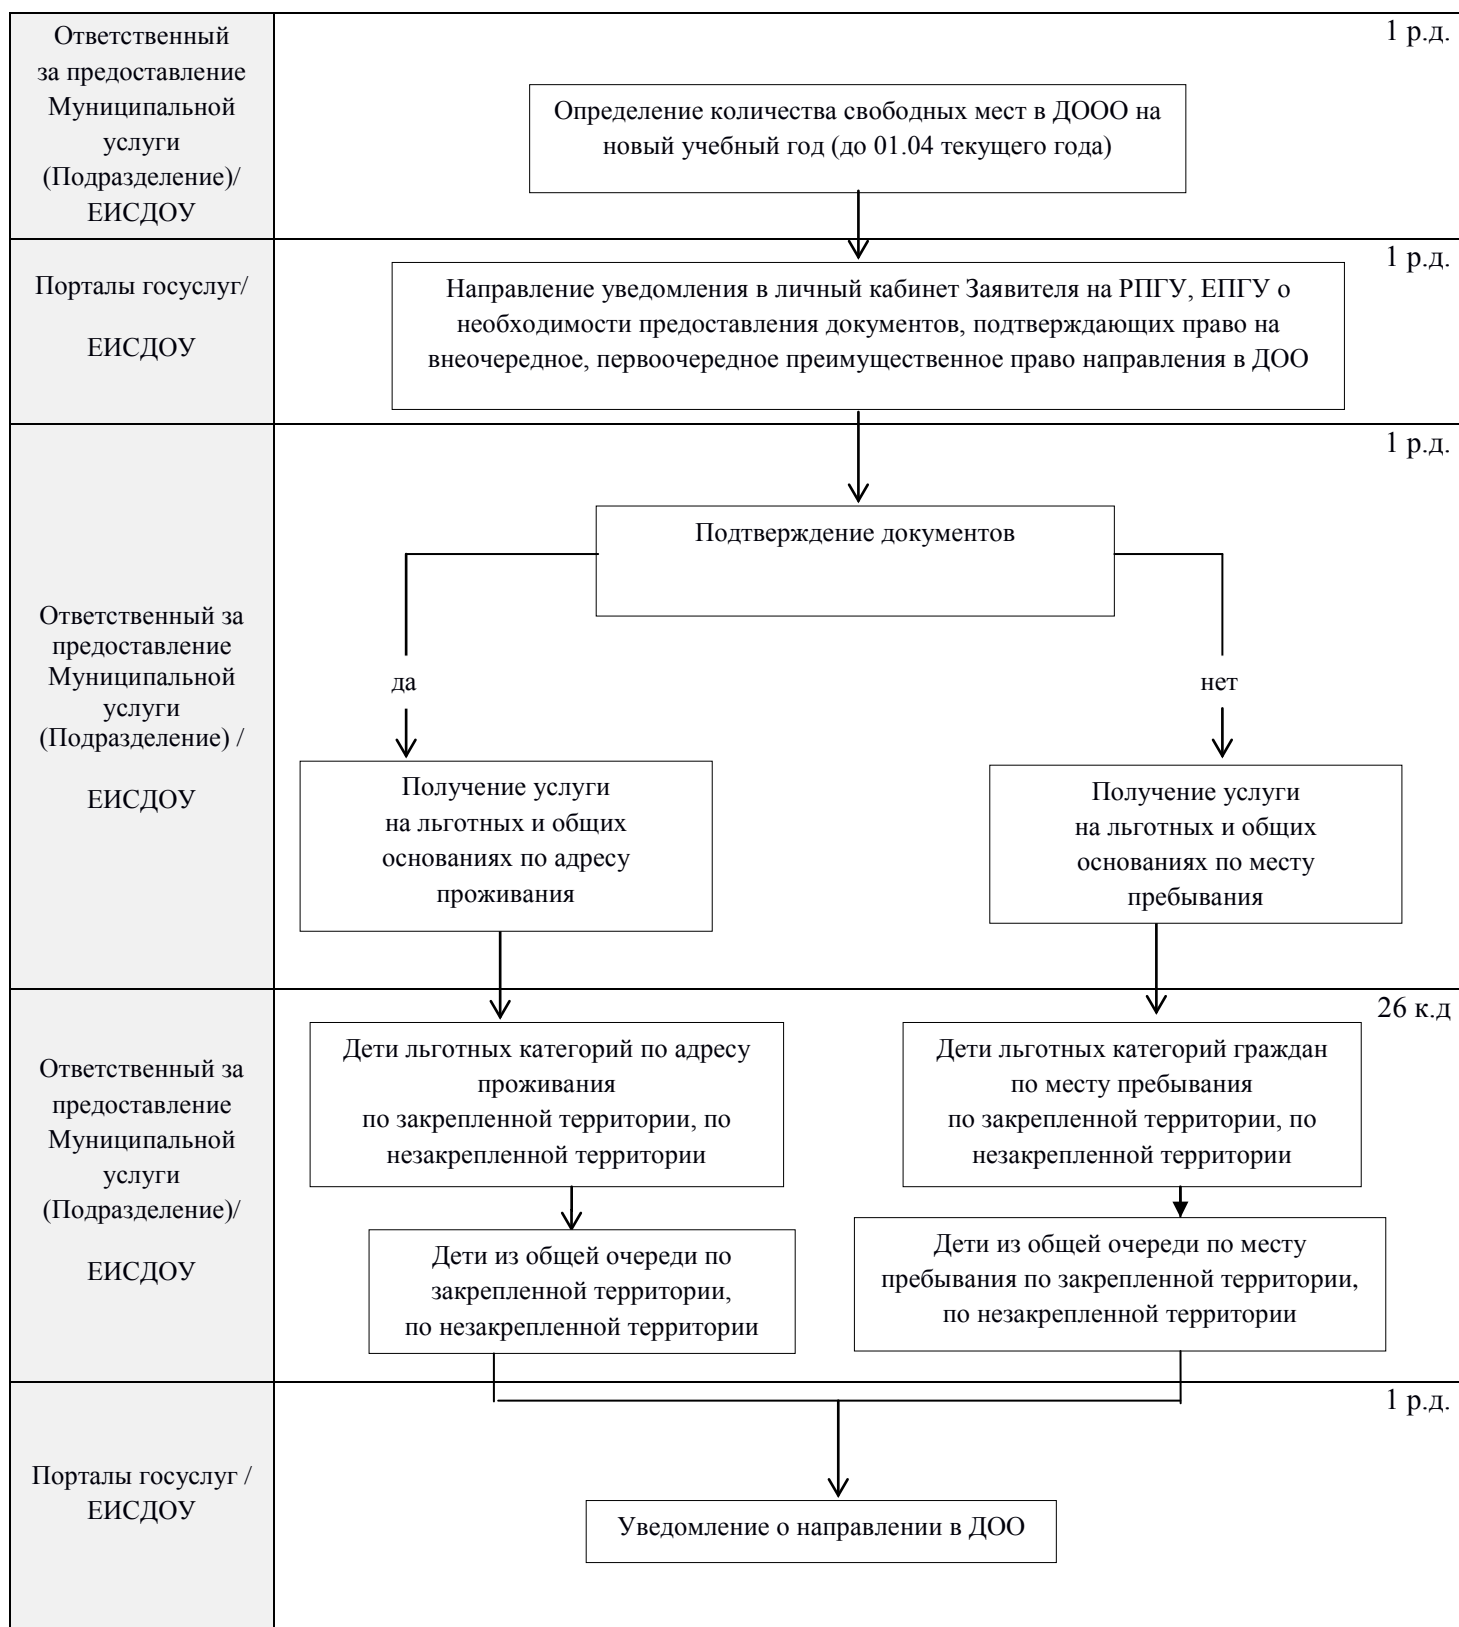 Ответственный
за предоставление
Муниципальной
услуги
(Подразделение)/
ЕИСДОУ
1 р.д.
Определение количества свободных мест в ДООО на
новый учебный год (до 01.04 текущего года)
Порталы госуслуг/
ЕИСДОУ
1 р.д.
Направление уведомления в личный кабинет Заявителя на РПГУ, ЕПГУ о
необходимости предоставления документов, подтверждающих право на
внеочередное, первоочередное преимущественное право направления в ДОО
Ответственный за
предоставление
Муниципальной
услуги
(Подразделение) /
ЕИСДОУ
1 р.д.
Подтверждение документов
да
нет
Получение услуги
на льготных и общих
основаниях по адресу
проживания
Получение услуги
на льготных и общих
основаниях по месту
пребывания
Ответственный за
предоставление
Муниципальной
услуги
(Подразделение)/
ЕИСДОУ
26 к.д
Дети льготных категорий по адресу
проживания
по закрепленной территории, по
незакрепленной территории
Дети льготных категорий граждан
по месту пребывания
по закрепленной территории, по
незакрепленной территории
Дети из общей очереди по
закрепленной территории,
по незакрепленной территории
Дети из общей очереди по месту
пребывания по закрепленной территории,
по незакрепленной территории
Порталы госуслуг /
ЕИСДОУ
1 р.д.
Уведомление о направлении в ДОО